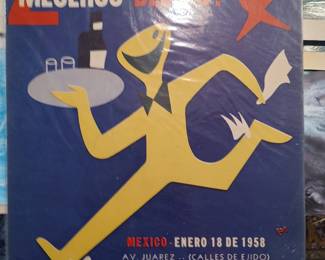 MESEROS
MEXICO - ENERO 18 DE 1958
AV. JUAREZ .. (CALLES DE EJIDO)